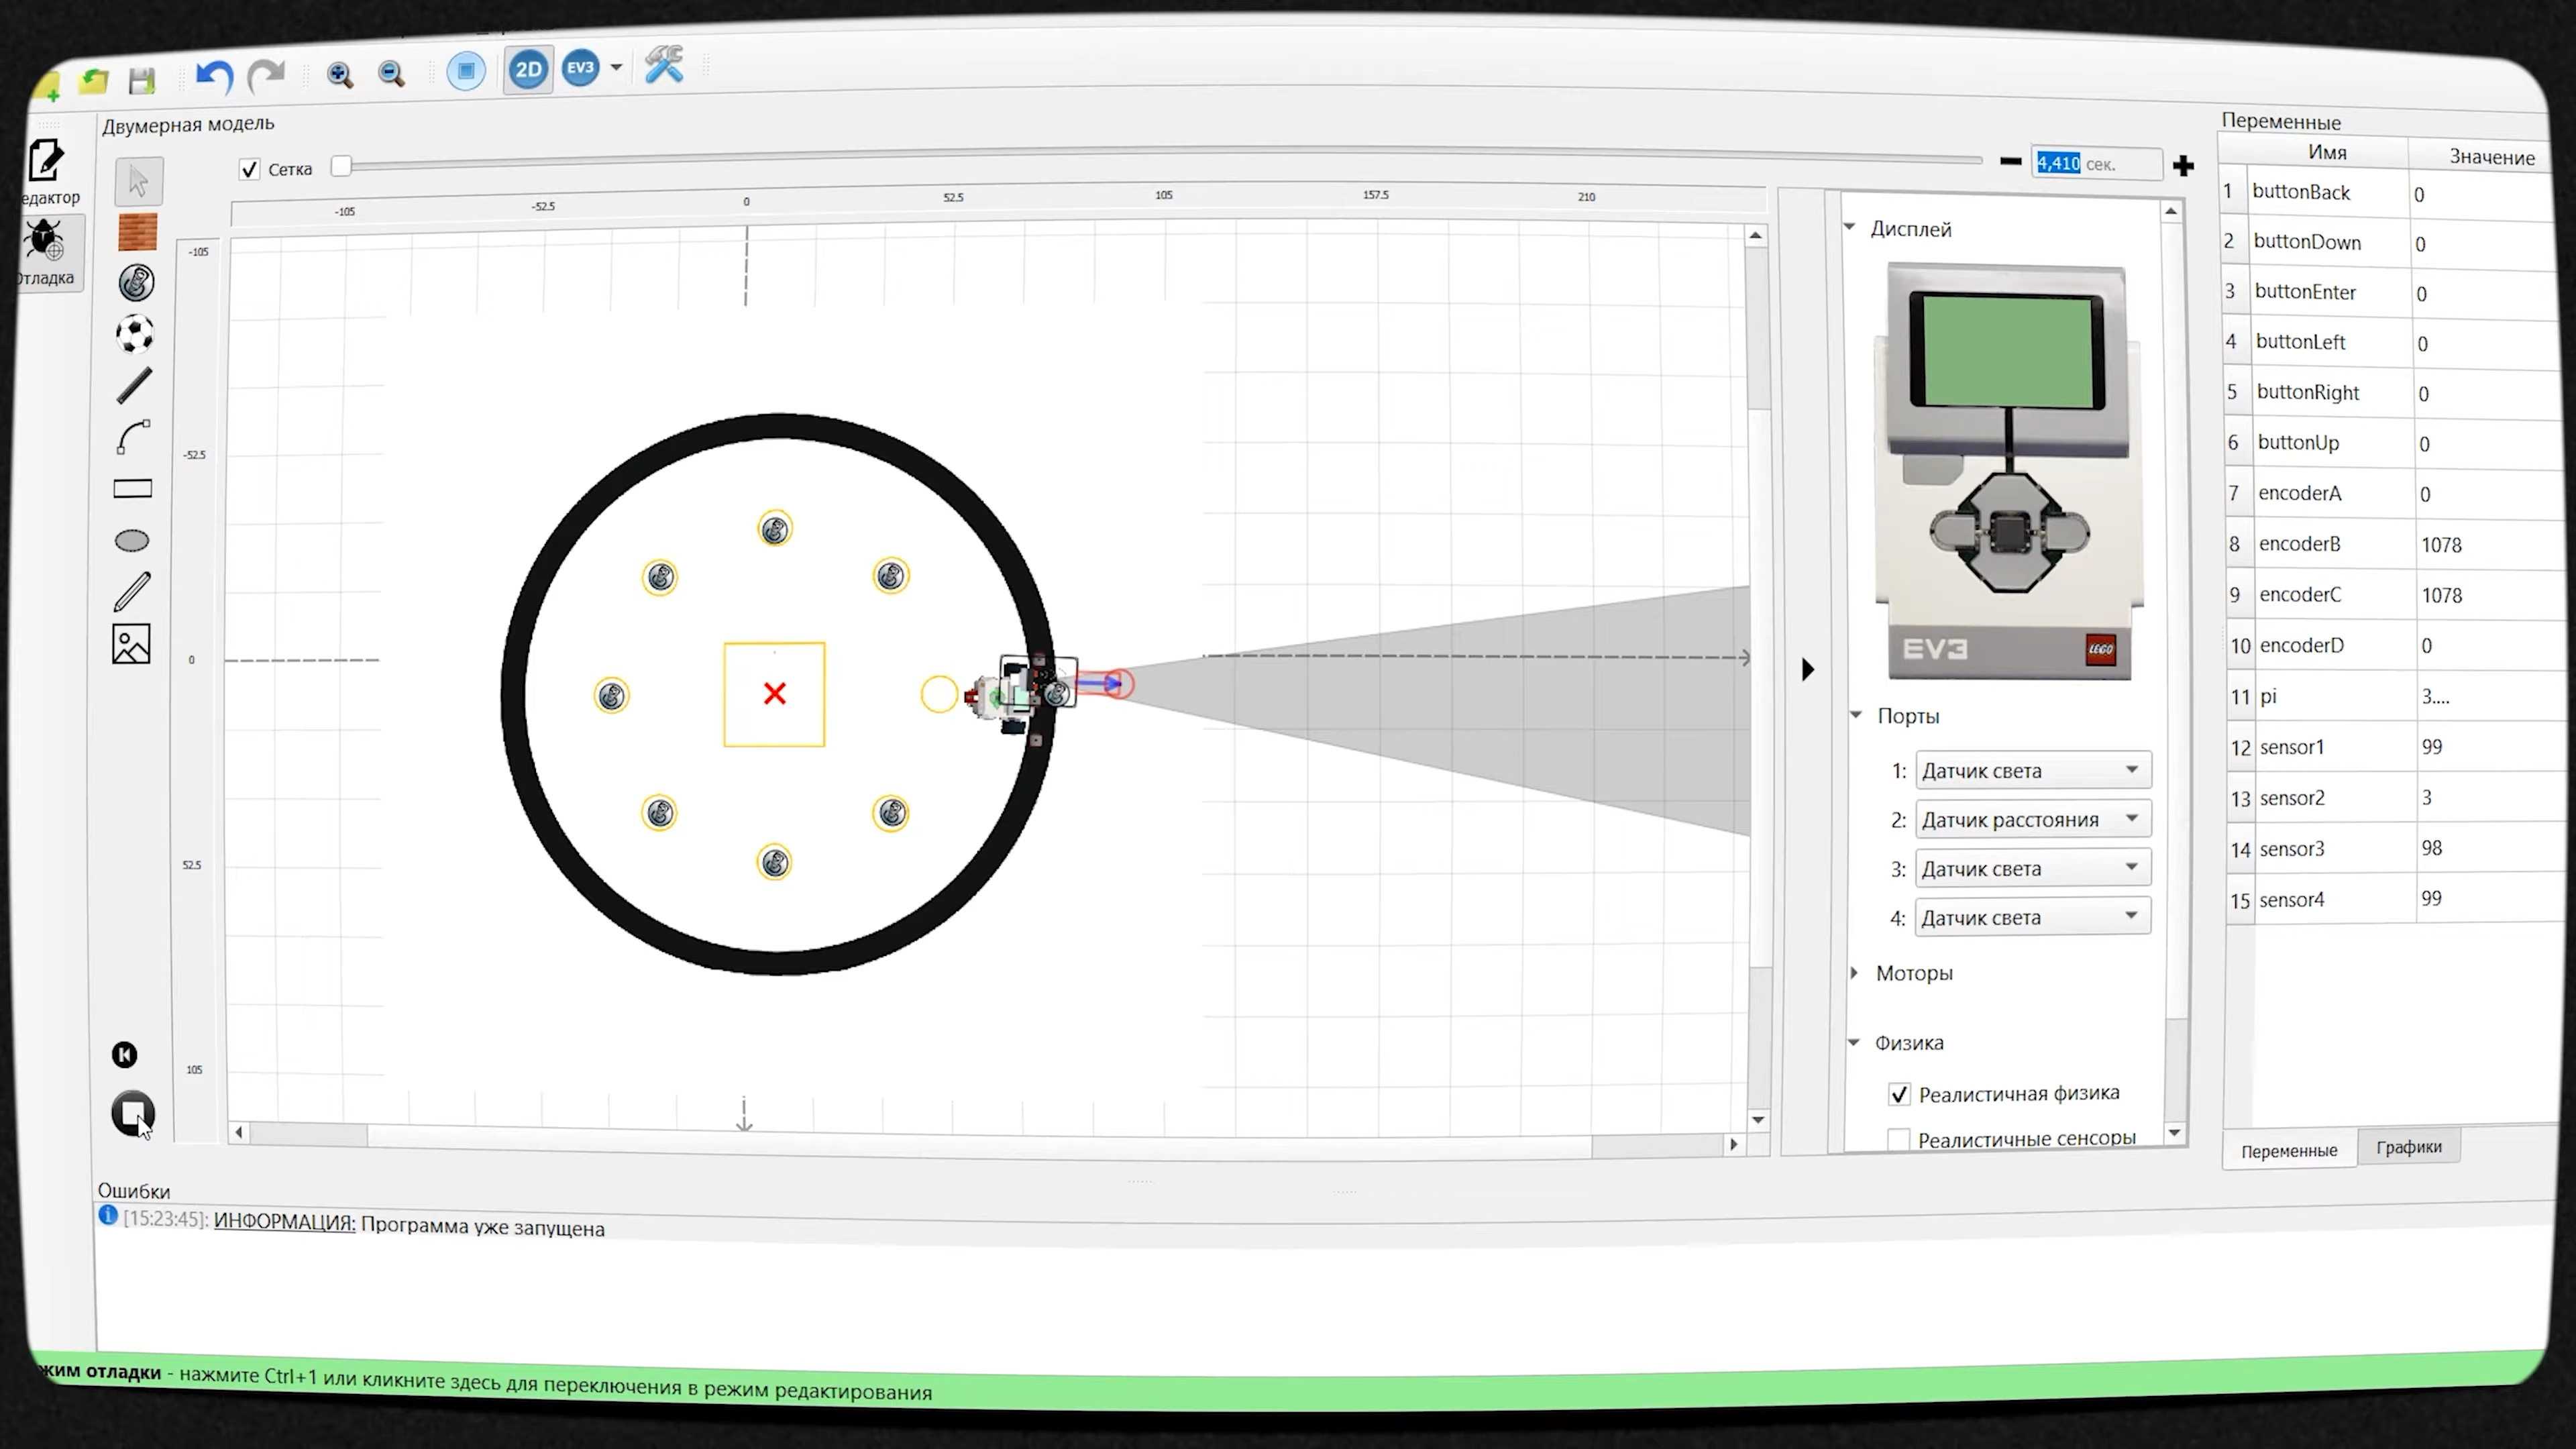 2D
EV3
Двумерная модель
едактор
Отладка
Сетка
4,410 сек.
-105
-52.5
0
52.5
105
157.5
210
-105
-52.5
0
52.5
105
Дисплей
EV3
LEGO
Порты
1: Датчик света
2: Датчик расстояния
3: Датчик света
4: Датчик света
Моторы
Физика
Реалистичная физика
Реалистичные сенсоры
Переменные
Имя Значение
1 buttonBack 0
2 buttonDown 0
3 buttonEnter 0
4 buttonLeft 0
5 buttonRight 0
6 buttonUp 0
7 encoderA 0
8 encoderB 1078
9 encoderC 1078
10 encoderD 0
11 pi 3....
12 sensor1 99
13 sensor2 3
14 sensor3 98
15 sensor4 99
Переменные Графики
Ошибки
[15:23:45]: ИНФОРМАЦИЯ: Программа уже запущена
жим отладки - нажмите Ctrl+1 или кликните здесь для переключения в режим редактирования